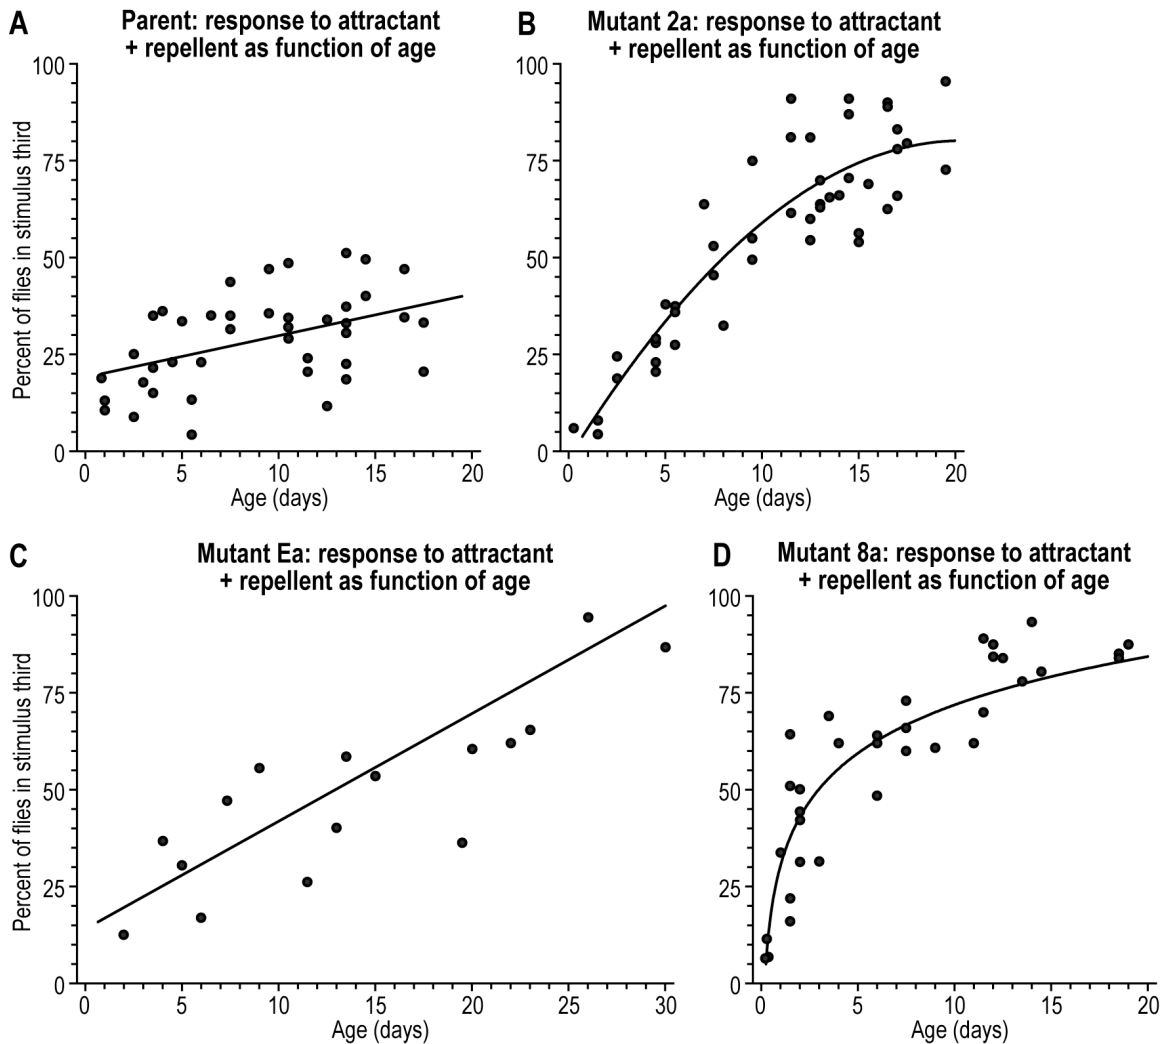 A
Parent: response to attractant
+ repellent as function of age
Percent of flies in stimulus third
100
75
50
25
0
0 5 10 15 20
Age (days)
B
Mutant 2a: response to attractant
+ repellent as function of age
100
75
50
25
0
0 5 10 15 20
Age (days)
C
Mutant Ea: response to attractant
+ repellent as function of age
Percent of flies in stimulus third
100
75
50
25
0
0 5 10 15 20 25 30
Age (days)
D
Mutant 8a: response to attractant
+ repellent as function of age
100
75
50
25
0
0 5 10 15 20
Age (days)